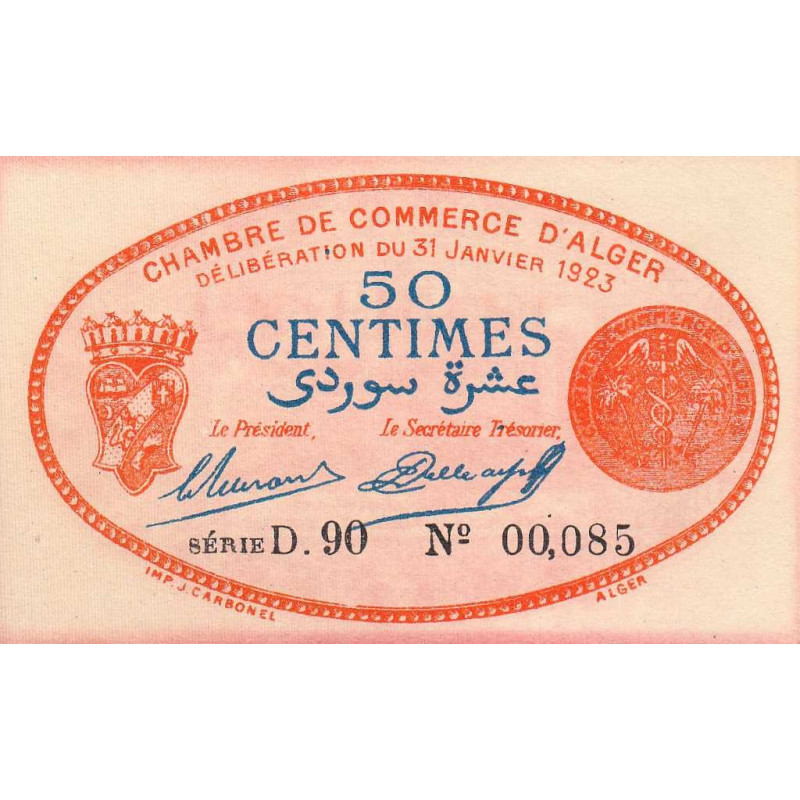 CHAMBRE DE COMMERCE D'ALGER
DÉLIBÉRATION DU 31 JANVIER 1923
50
CENTIMES
عشرة سوردى
Le Président, Le Secrétaire Trésorier,
SÉRIE D. 90 Nº 00,085
IMP. J. CARBONEL ALGER